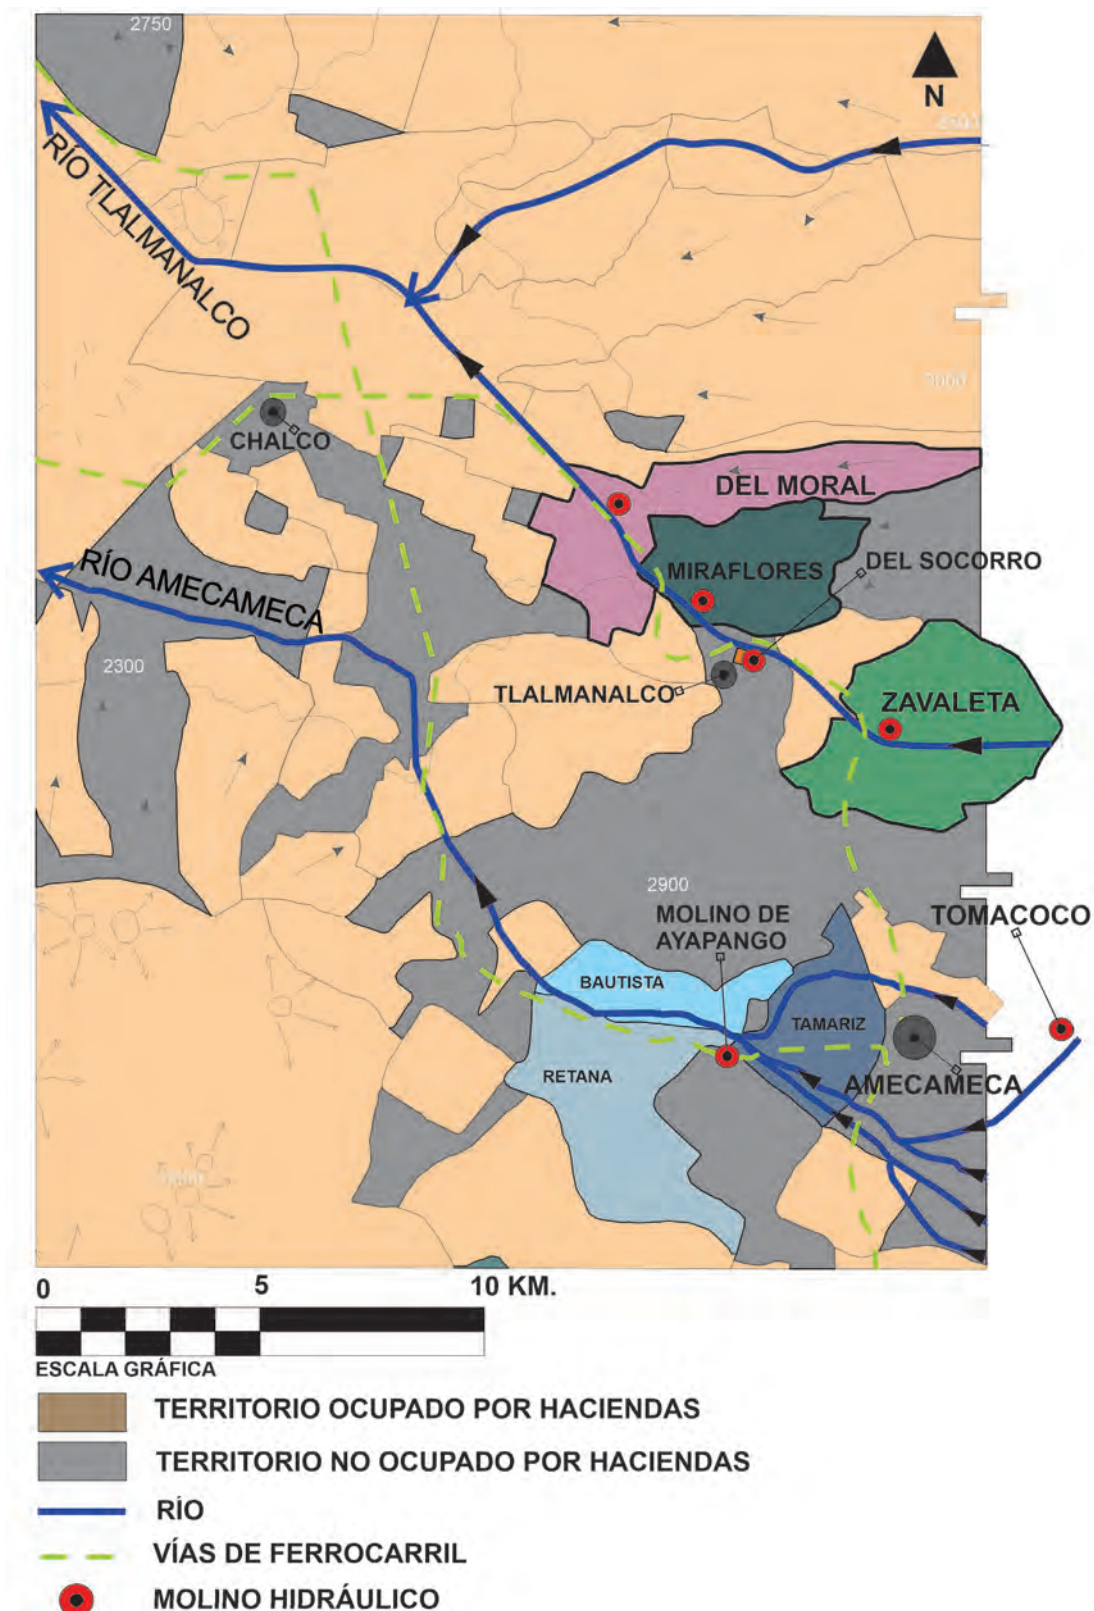 2750
N
RÍO TLALMANALCO
3000
CHALCO
DEL MORAL
DEL SOCORRO
MIRAFLORES
RÍO AMECAMECA
2300
TLALMANALCO
ZAVALETA
2900
MOLINO DE
AYAPANGO
TOMACOCO
BAUTISTA
TAMARIZ
RETANA
AMECAMECA
0 5 10 KM.
ESCALA GRÁFICA
TERRITORIO OCUPADO POR HACIENDAS
TERRITORIO NO OCUPADO POR HACIENDAS
RÍO
VÍAS DE FERROCARRIL
MOLINO HIDRÁULICO